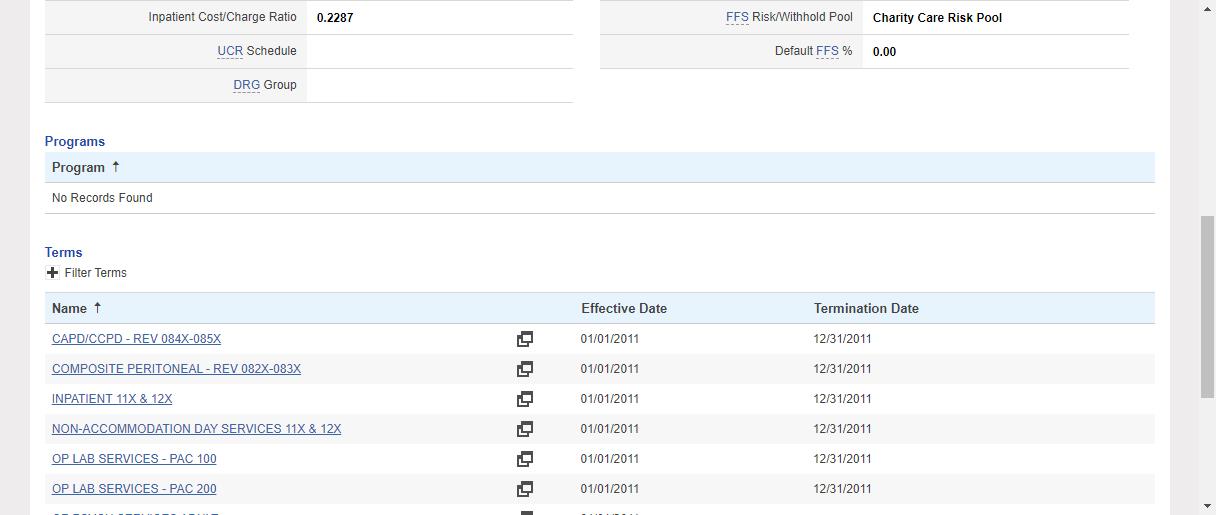 Inpatient Cost/Charge Ratio 0.2287 FFS Risk/Withhold Pool Charity Care Risk Pool
UCR Schedule Default FFS % 0.00
DRG Group
Programs
Program ↑
No Records Found
Terms
Filter Terms
Name ↑ Effective Date Termination Date
CAPD/CCPD - REV 084X-085X 01/01/2011 12/31/2011
COMPOSITE PERITONEAL - REV 082X-083X 01/01/2011 12/31/2011
INPATIENT 11X & 12X 01/01/2011 12/31/2011
NON-ACCOMMODATION DAY SERVICES 11X & 12X 01/01/2011 12/31/2011
OP LAB SERVICES - PAC 100 01/01/2011 12/31/2011
OP LAB SERVICES - PAC 200 01/01/2011 12/31/2011